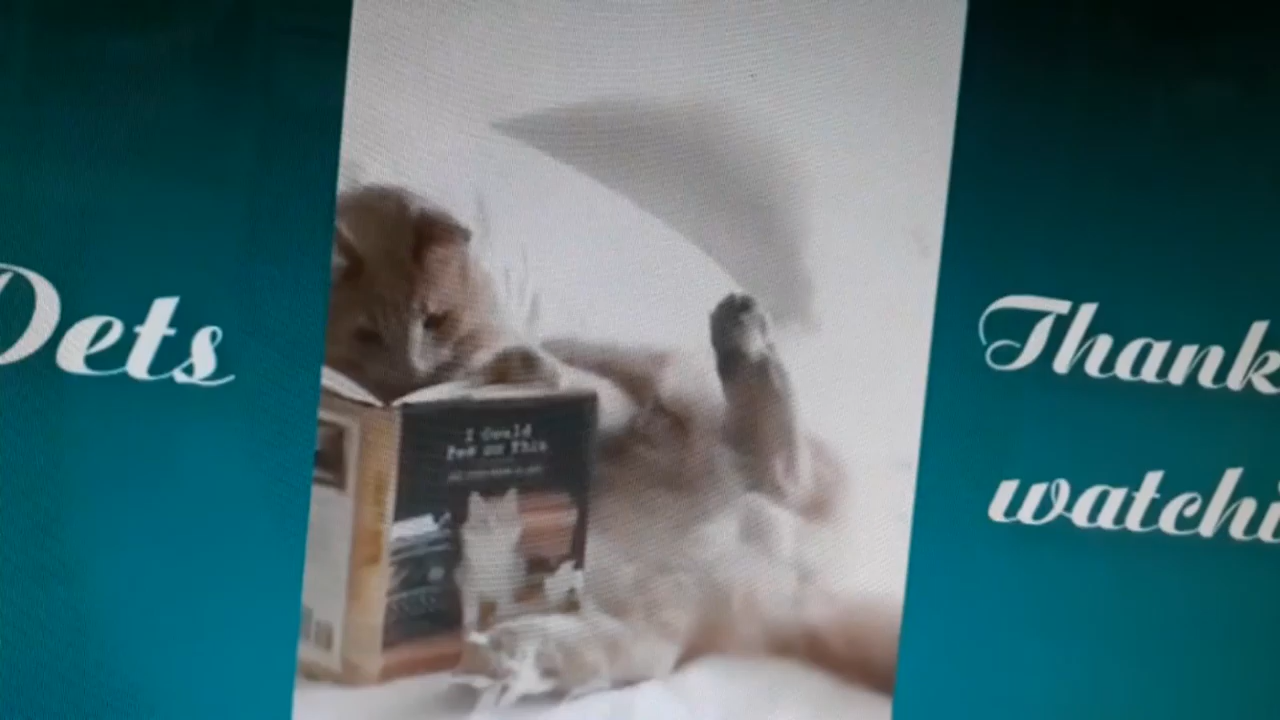 Pets
I Could
Pee on This
Thank
watchi